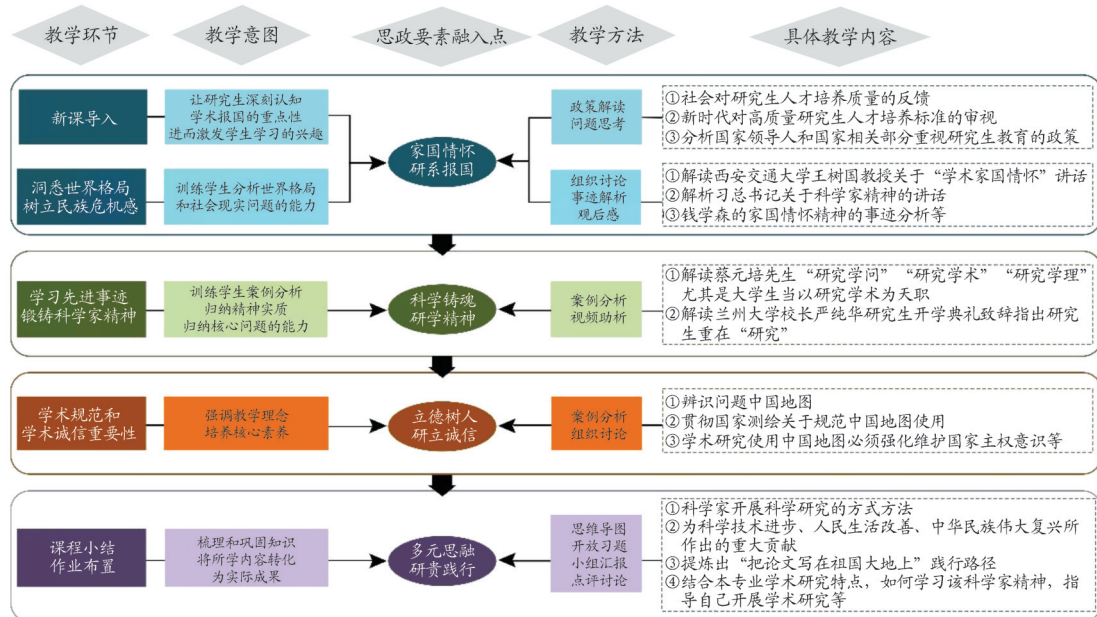 教学环节
教学意图
思政要素融入点
教学方法
具体教学内容
新课导入
让研究生深刻认知
学术报国的重点性
进而激发学生学习的兴趣
家国情怀
研系报国
政策解读
问题思考
①社会对研究生人才培养质量的反馈
②新时代对高质量研究生人才培养标准的审视
③分析国家领导人和国家相关部分重视研究生教育的政策
洞悉世界格局
树立民族危机感
训练学生分析世界格局
和社会现实问题的能力
组织讨论
事迹解析
观后感
①解读西安交通大学王树国教授关于“学术家国情怀”讲话
②解析习总书记关于科学家精神的讲话
③钱学森的家国情怀精神的事迹分析等
学习先进事迹
锻铸科学家精神
训练学生案例分析
归纳精神实质
归纳核心问题的能力
科学铸魂
研学精神
案例分析
视频助析
①解读蔡元培先生“研究学问”“研究学术”“研究学理”
尤其是大学生当以研究学术为天职
②解读兰州大学校长严纯华研究生开学典礼致辞指出研究
生重在“研究”
学术规范和
学术诚信重要性
强调教学理念
培养核心素养
立德树人
研立诚信
案例分析
组织讨论
①辨识问题中国地图
②贯彻国家测绘关于规范中国地图使用
③学术研究使用中国地图必须强化维护国家主权意识等
课程小结
作业布置
梳理和巩固知识
将所学内容转化
为实际成果
多元思融
研贵践行
思维导图
开放习题
小组汇报
点评讨论
①科学家开展科学研究的方式方法
②为科学技术进步、人民生活改善、中华民族伟大复兴所
作出的重大贡献
③提炼出“把论文写在祖国大地上”践行路径
④结合本专业学术研究特点，如何学习该科学家精神，指
导自己开展学术研究等